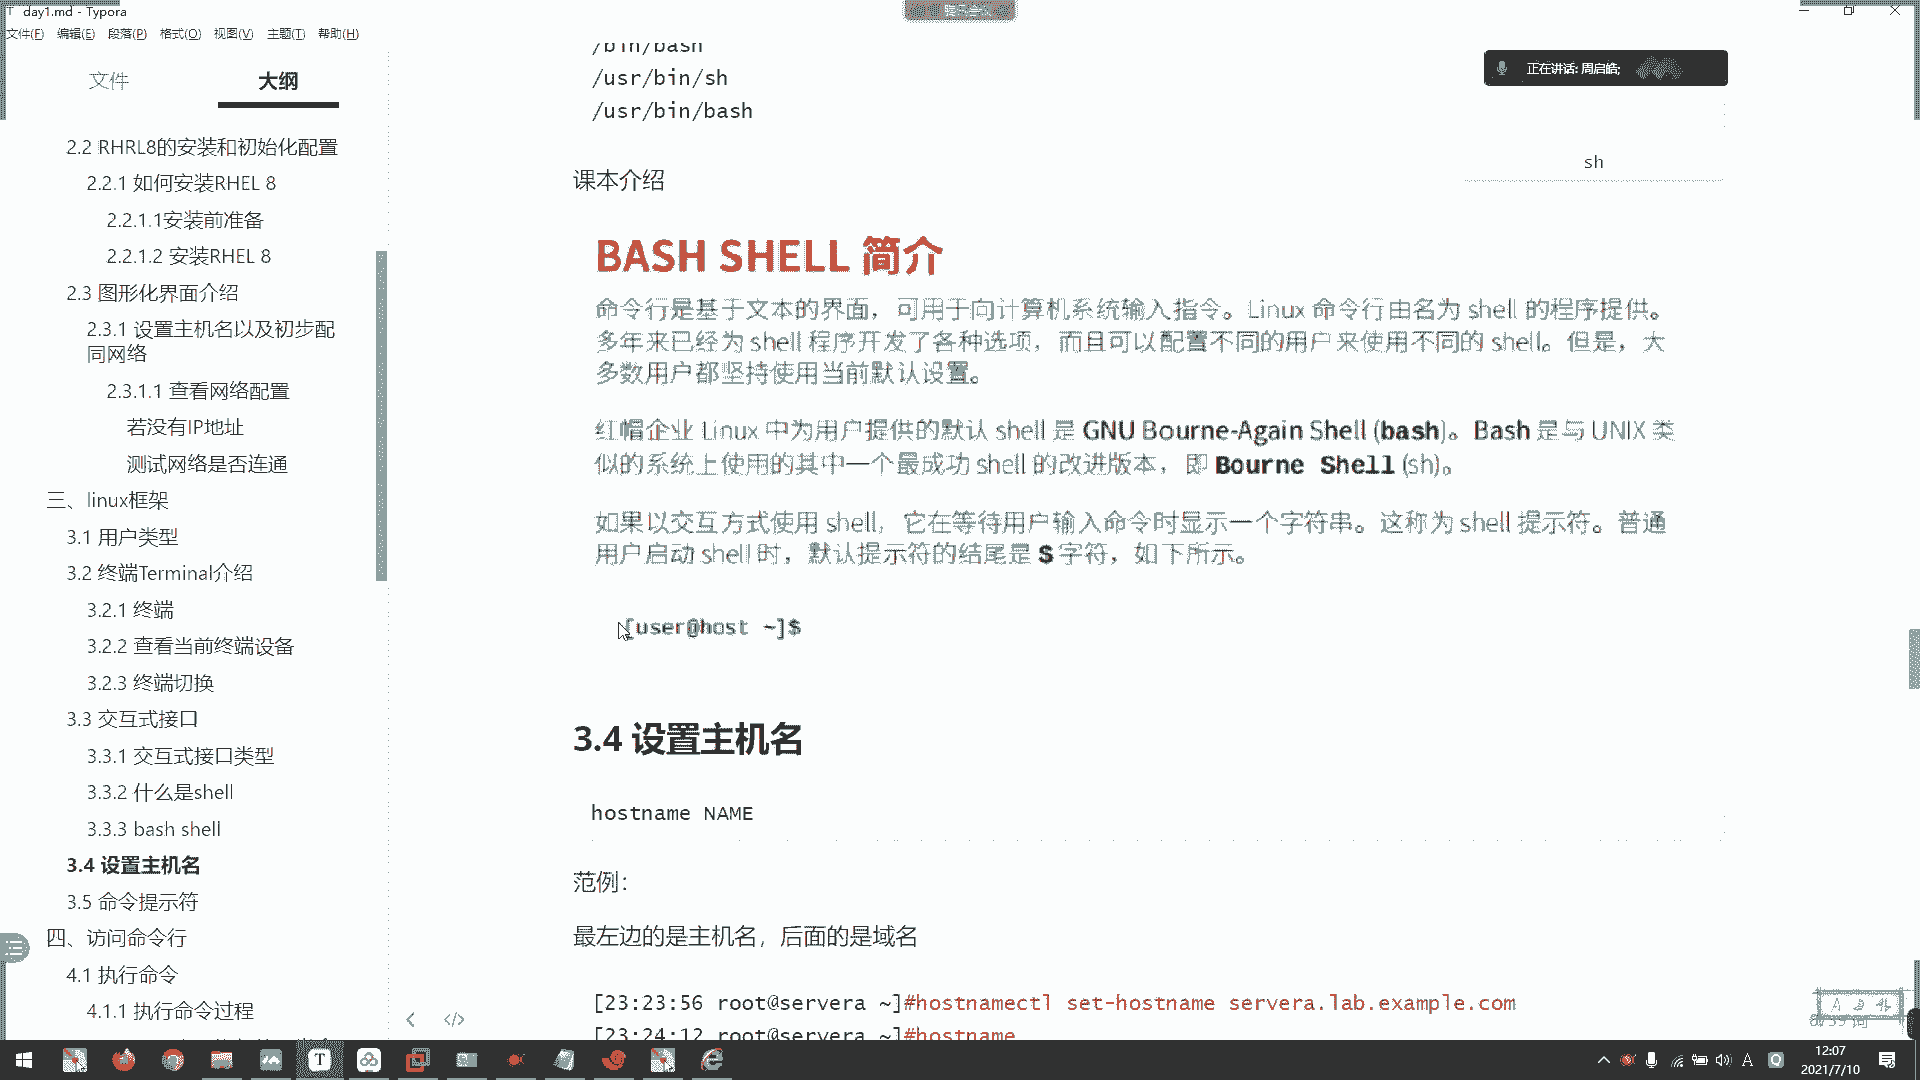 day1.md - Typora
文件(F) 编辑(E) 段落(P) 格式(O) 视图(V) 主题(T) 帮助(H)
文件 大纲
2.2 RHRL8的安装和初始化配置
2.2.1 如何安装RHEL 8
2.2.1.1安装前准备
2.2.1.2 安装RHEL 8
2.3 图形化界面介绍
2.3.1 设置主机名以及初步配
同网络
2.3.1.1 查看网络配置
若没有IP地址
测试网络是否连通
三、linux框架
3.1 用户类型
3.2 终端Terminal介绍
3.2.1 终端
3.2.2 查看当前终端设备
3.2.3 终端切换
3.3 交互式接口
3.3.1 交互式接口类型
3.3.2 什么是shell
3.3.3 bash shell
3.4 设置主机名
3.5 命令提示符
四、访问命令行
4.1 执行命令
4.1.1 执行命令过程
/bin/bash
/usr/bin/sh
/usr/bin/bash
正在讲话: 周启皓;
sh
课本介绍
BASH SHELL 简介
命令行是基于文本的界面，可用于向计算机系统输入指令。Linux 命令行由名为 shell 的程序提供。
多年来已经为 shell 程序开发了各种选项，而且可以配置不同的用户来使用不同的 shell。但是，大
多数用户都坚持使用当前默认设置。
红帽企业 Linux 中为用户提供的默认 shell 是 GNU Bourne-Again Shell (bash)。Bash 是与 UNIX 类
似的系统上使用的其中一个最成功 shell 的改进版本，即 Bourne Shell (sh)。
如果以交互方式使用 shell，它在等待用户输入命令时显示一个字符串。这称为 shell 提示符。普通
用户启动 shell 时，默认提示符的结尾是 $ 字符，如下所示。
[user@host ~]$
3.4 设置主机名
hostname NAME
范例：
最左边的是主机名，后面的是域名
[23:23:56 root@servera ~]#hostnamectl set-hostname servera.lab.example.com
[23:24:12 root@servera ~]#hostname
12:07
2021/7/10